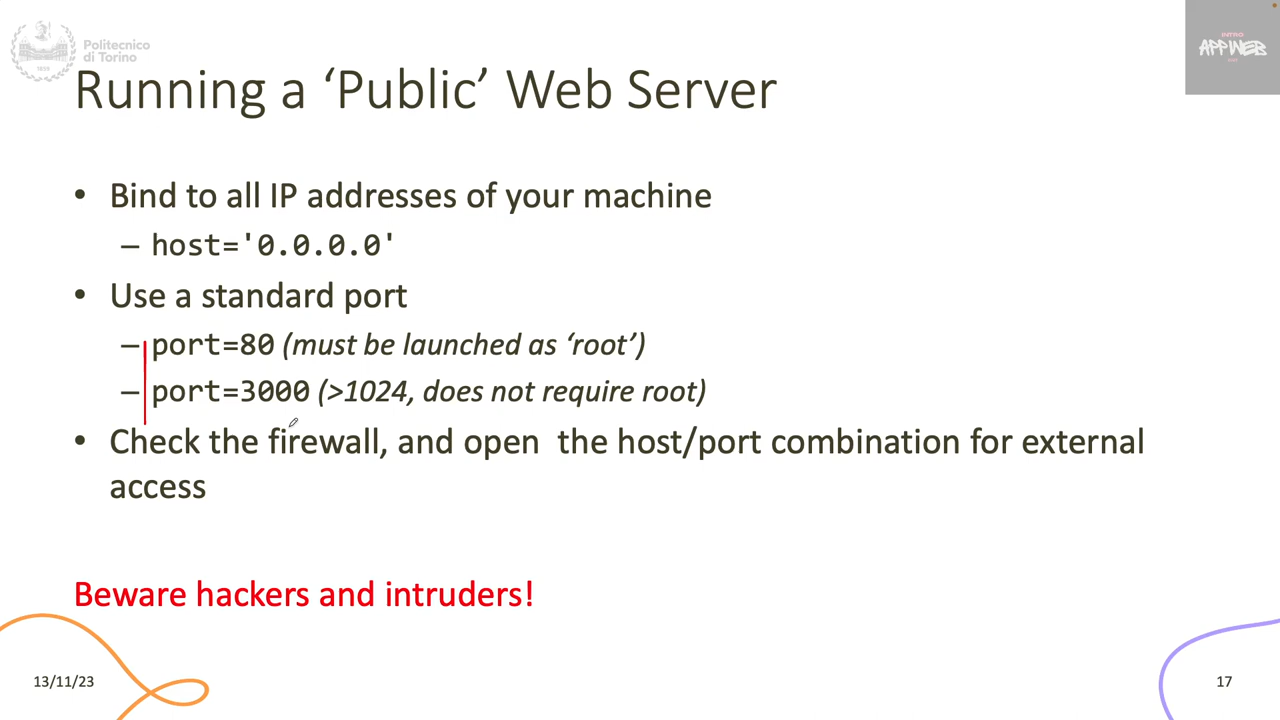 Politecnico
di Torino
1859
INTRO
APPWEB
Running a ‘Public’ Web Server
• Bind to all IP addresses of your machine
– host='0.0.0.0'
• Use a standard port
– port=80 (must be launched as ‘root’)
– port=3000 (>1024, does not require root)
• Check the firewall, and open the host/port combination for external
access
Beware hackers and intruders!
13/11/23
17